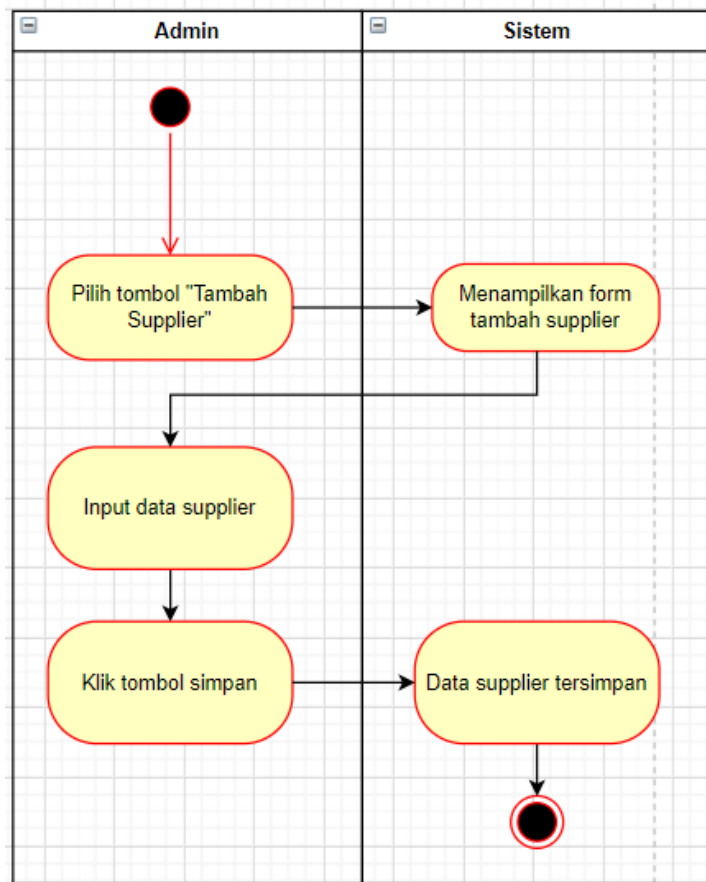 Admin
Sistem
Pilih tombol "Tambah
Supplier"
Menampilkan form
tambah supplier
Input data supplier
Klik tombol simpan
Data supplier tersimpan